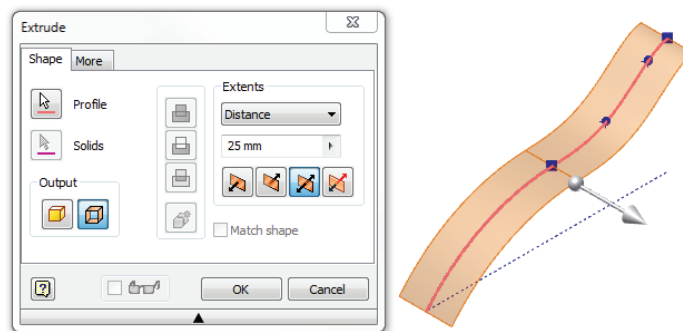 Extrude
Shape
More
Profile
Solids
Output
Extents
Distance
25 mm
Match shape
OK
Cancel